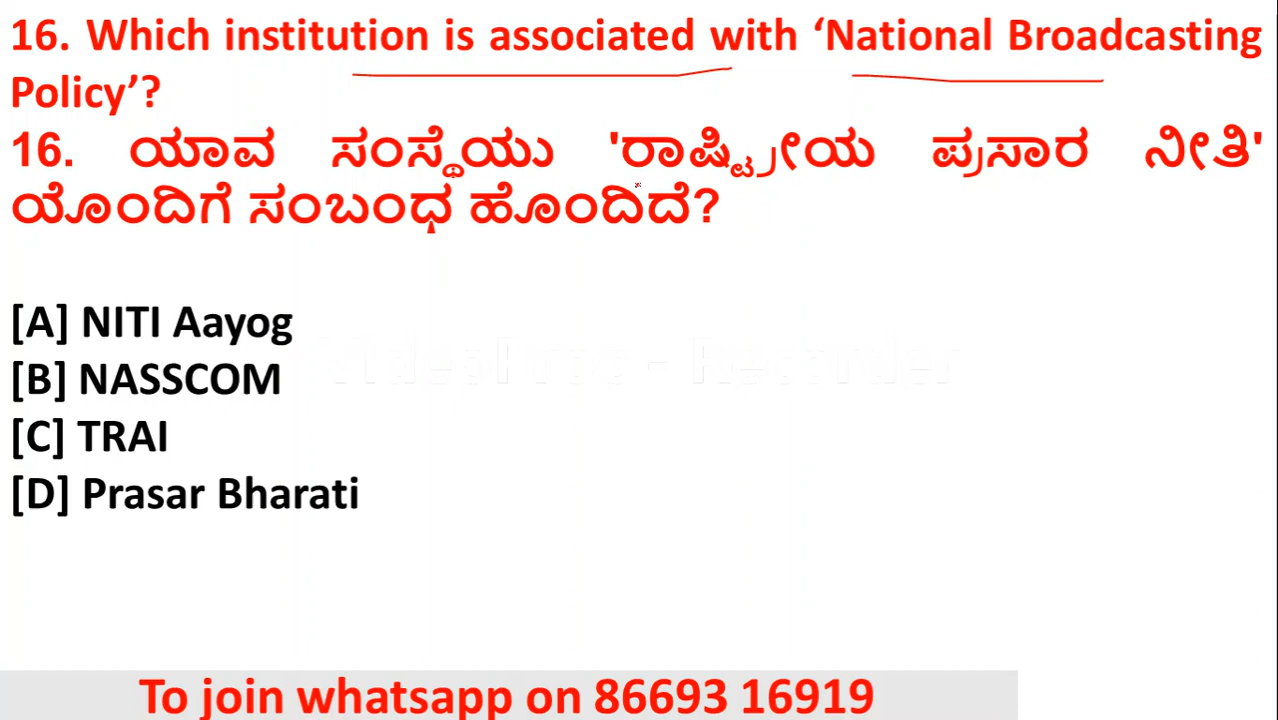 16. Which institution is associated with ‘National Broadcasting
Policy’?
16. ಯಾವ ಸಂಸ್ಥೆಯು 'ರಾಷ್ಟ್ರೀಯ ಪ್ರಸಾರ ನೀತಿ'
ಯೊಂದಿಗೆ ಸಂಬಂಧ ಹೊಂದಿದೆ?
[A] NITI Aayog
[B] NASSCOM
[C] TRAI
[D] Prasar Bharati
To join whatsapp on 86693 16919